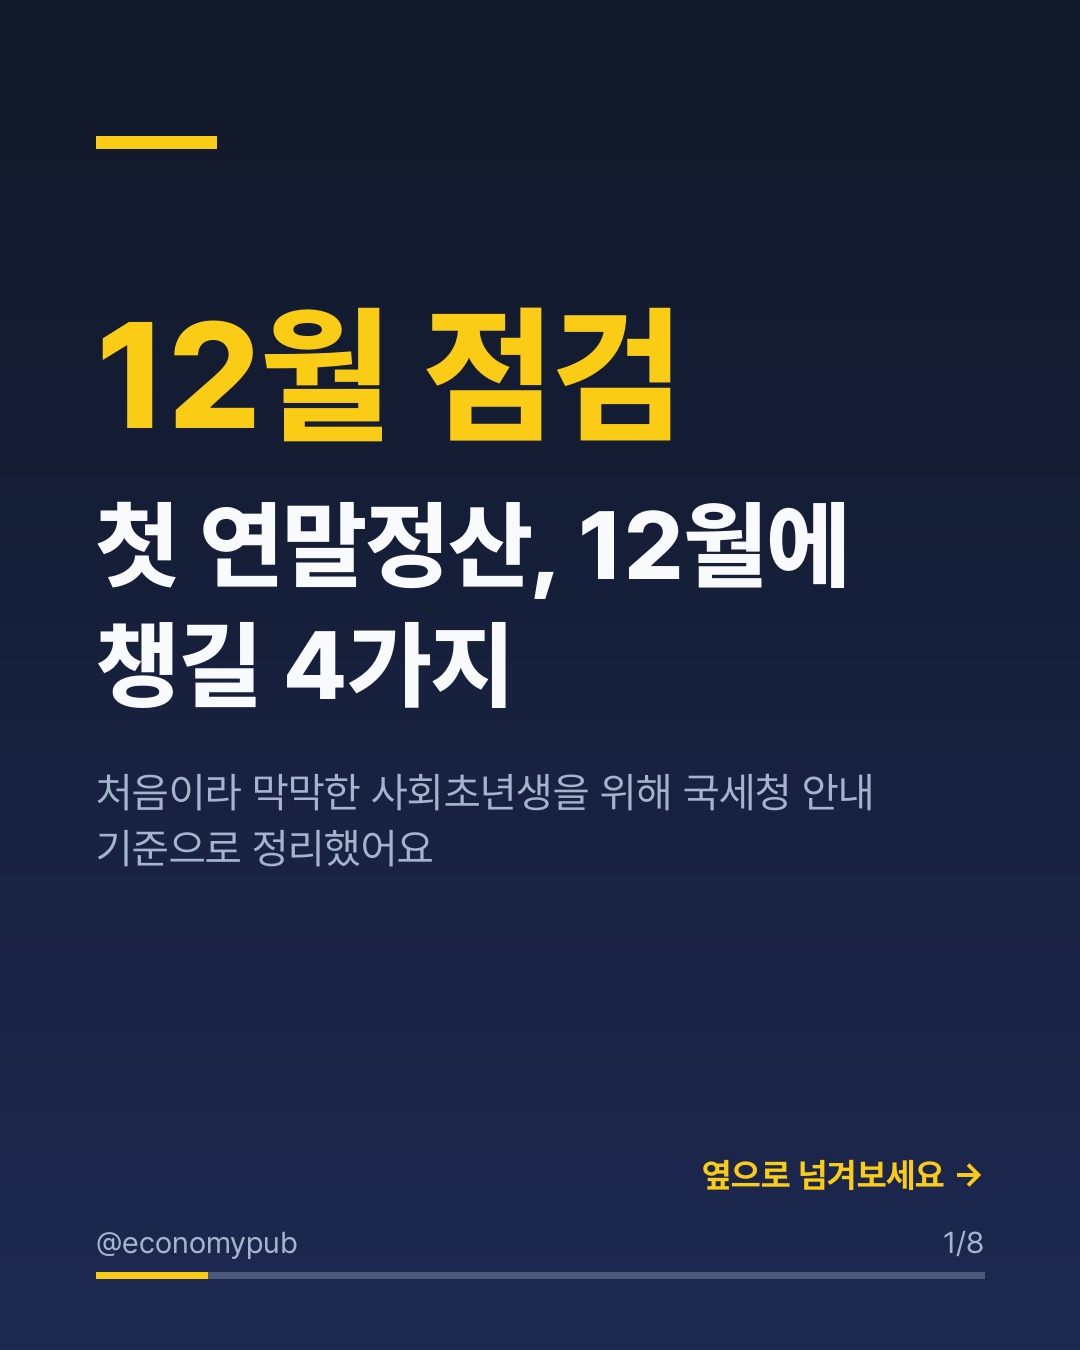 12월 점검
첫 연말정산, 12월에
챙길 4가지
처음이라 막막한 사회초년생을 위해 국세청 안내
기준으로 정리했어요
옆으로 넘겨보세요 →
@economypub
1/8